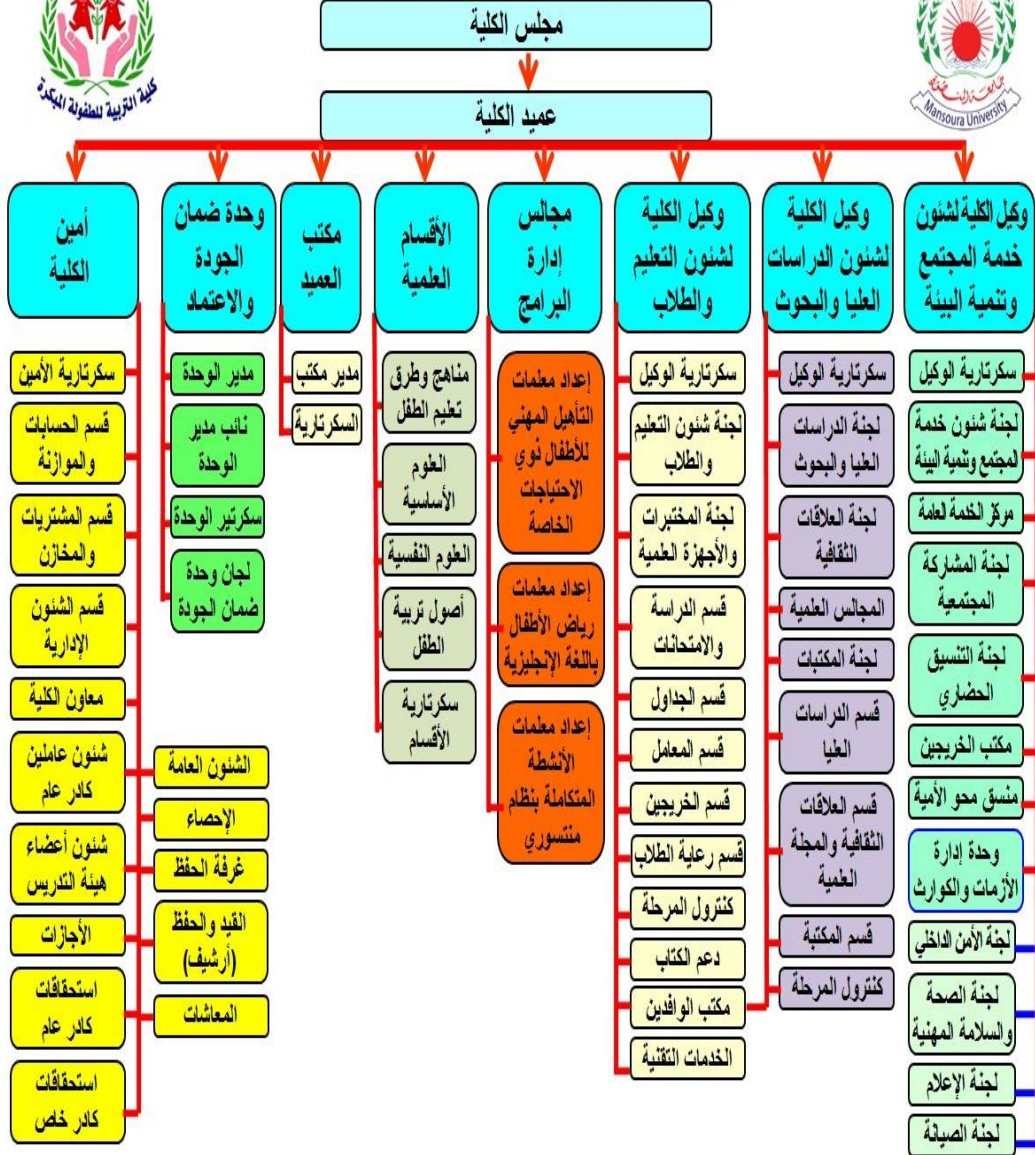 كلية التربية للطفولة المبكرة
Mansoura University
مجلس الكلية
عميد الكلية
وكيل الكلية لشئون
خدمة المجتمع
وتنمية البيئة
سكرتارية الوكيل
لجنة شئون خدمة
المجتمع وتنمية البيئة
مركز الخدمة العامة
لجنة المشاركة
المجتمعية
لجنة التنسيق
الحضاري
مكتب الخريجين
منسق محو الأمية
وحدة إدارة
الأزمات والكوارث
لجنة الأمن الداخلي
لجنة الصحة
والسلامة المهنية
لجنة الإعلام
لجنة الصيانة
وكيل الكلية
لشئون الدراسات
العليا والبحوث
سكرتارية الوكيل
لجنة الدراسات
العليا والبحوث
لجنة العلاقات
الثقافية
المجالس العلمية
لجنة المكتبات
قسم الدراسات
العليا
قسم العلاقات
الثقافية والمجلة
العلمية
قسم المكتبة
كنترول المرحلة
وكيل الكلية
لشئون التعليم
والطلاب
سكرتارية الوكيل
لجنة شئون التعليم
والطلاب
لجنة المختبرات
والأجهزة العلمية
قسم الدراسة
والامتحانات
قسم الجداول
قسم المعامل
قسم الخريجين
قسم رعاية الطلاب
كنترول المرحلة
دعم الكتاب
مكتب الوافدين
الخدمات التقنية
مجالس
إدارة
البرامج
إعداد معلمات
التأهيل المهني
للأطفال ذوي
الاحتياجات
الخاصة
إعداد معلمات
رياض الأطفال
باللغة الإنجليزية
إعداد معلمات
الأنشطة
المتكاملة بنظام
منتسوري
الأقسام
العلمية
مناهج وطرق
تعليم الطفل
العلوم
الأساسية
العلوم النفسية
أصول تربية
الطفل
سكرتارية
الأقسام
مكتب
العميد
مدير مكتب
السكرتارية
وحدة ضمان
الجودة
والاعتماد
مدير الوحدة
نائب مدير
الوحدة
سكرتير الوحدة
لجان وحدة
ضمان الجودة
أمين
الكلية
سكرتارية الأمين
قسم الحسابات
والموازنة
قسم المشتريات
والمخازن
قسم الشئون
الإدارية
معاون الكلية
شئون عاملين
كادر عام
شئون أعضاء
هيئة التدريس
الأجازات
استحقاقات
كادر عام
استحقاقات
كادر خاص
الشئون العامة
الإحصاء
غرفة الحفظ
القيد والحفظ
(أرشيف)
المعاشات